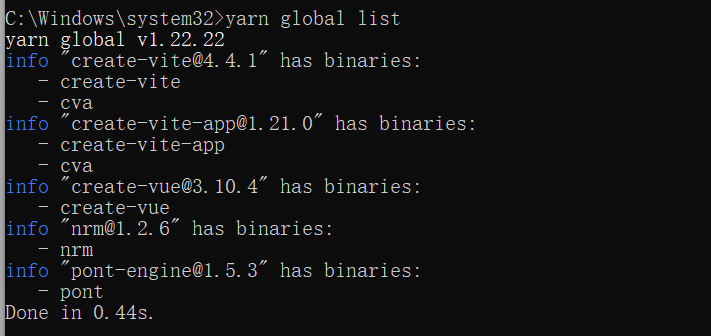 C:\Windows\system32>yarn global list
yarn global v1.22.22
info "create-vite@4.4.1" has binaries:
- create-vite
- cva
info "create-vite-app@1.21.0" has binaries:
- create-vite-app
- cva
info "create-vue@3.10.4" has binaries:
- create-vue
info "nrm@1.2.6" has binaries:
- nrm
info "pont-engine@1.5.3" has binaries:
- pont
Done in 0.44s.